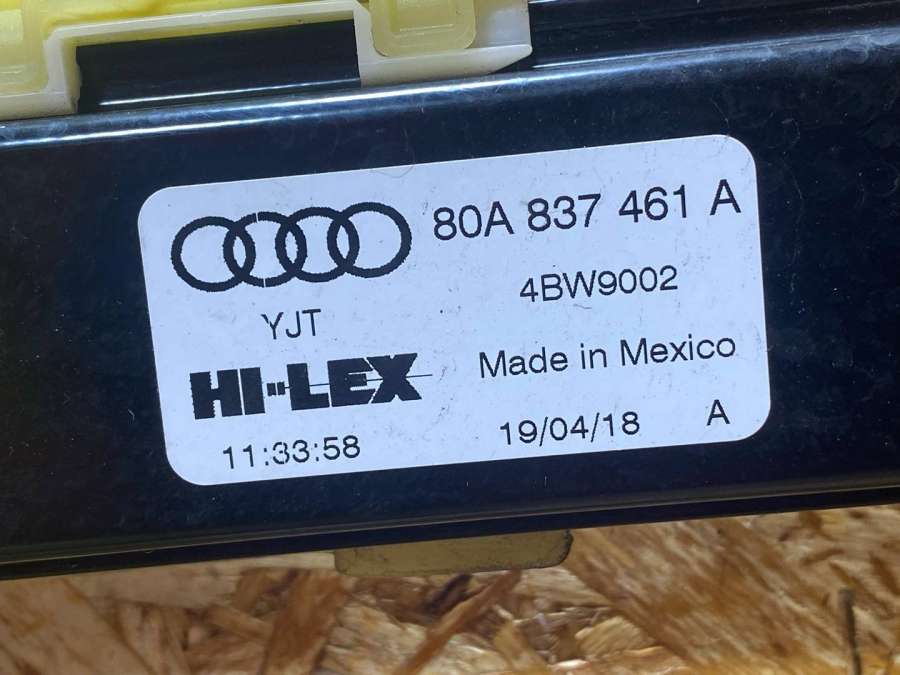 80A 837 461 A
4BW9002
YJT
HI-LEX
Made in Mexico
11:33:58
19/04/18 A